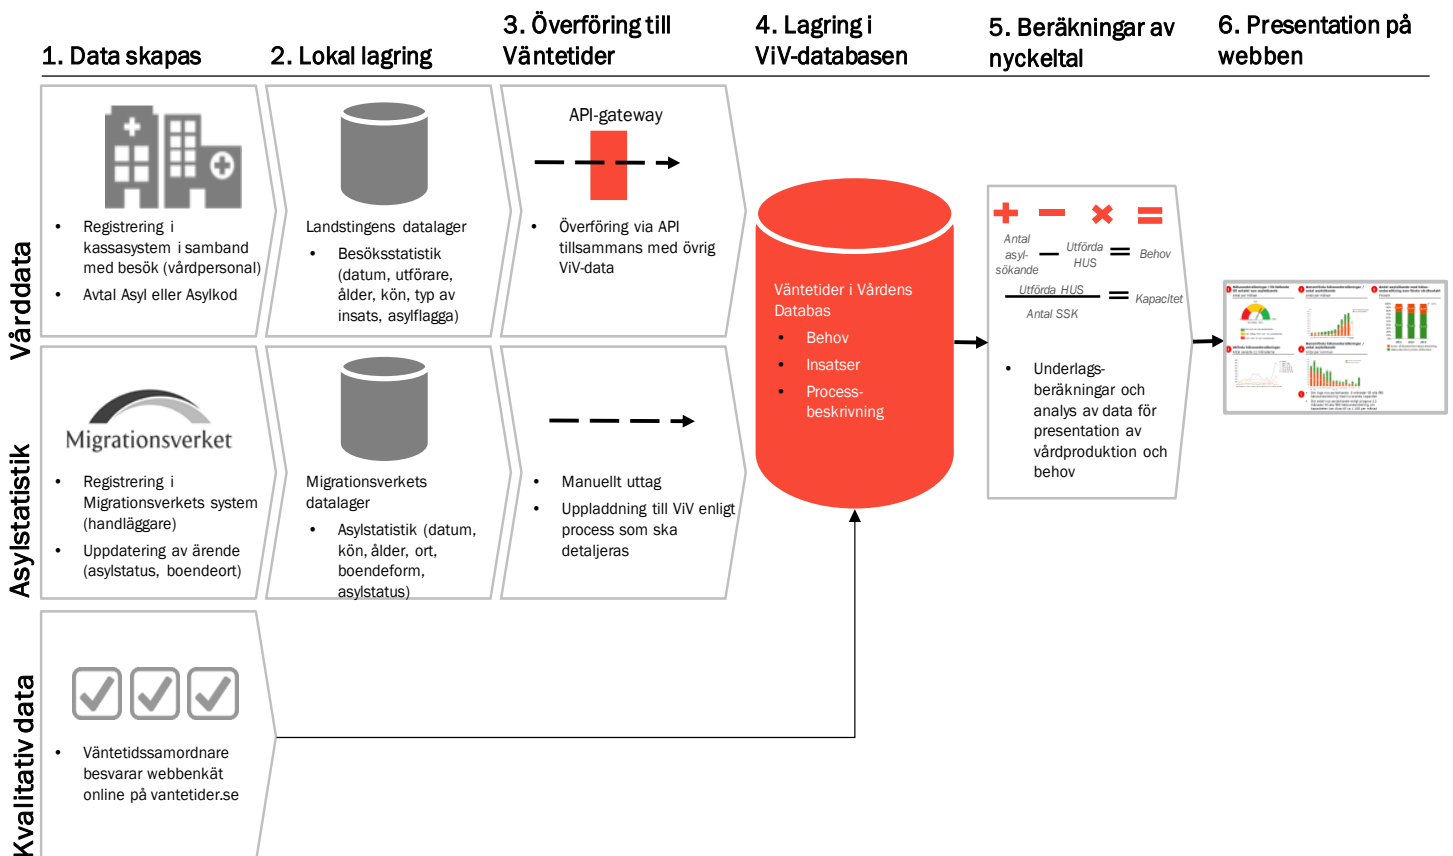 1. Data skapas
2. Lokal lagring
3. Överföring till
Väntetider
4. Lagring i
ViV-databasen
5. Beräkningar av
nyckeltal
6. Presentation på
webben
Vårddata
• Registrering i
kassasystem i samband
med besök (vårdpersonal)
• Avtal Asyl eller Asylkod
Landstingens datalager
• Besöksstatistik
(datum, utförare,
ålder, kön, typ av
insats, asylflagga)
API-gateway
• Överföring via API
tillsammans med övrig
ViV-data
Asylstatistik
Migrationsverket
• Registrering i
Migrationsverkets system
(handläggare)
• Uppdatering av ärende
(asylstatus, boendeort)
Migrationsverkets
datalager
• Asylstatistik (datum,
kön, ålder, ort,
boendeform,
asylstatus)
• Manuellt uttag
• Uppladdning till ViV enligt
process som ska
detaljeras
Kvalitativ data
• Väntetidssamordnare
besvarar webbenkät
online på vantetider.se
Väntetider i Vårdens
Databas
• Behov
• Insatser
• Process-
beskrivning
+ − × =
Antal
asyl-
sökande
− Utförda
HUS
= Behov
Utförda HUS
Antal SSK
= Kapacitet
• Underlags-
beräkningar och
analys av data för
presentation av
vårdproduktion och
behov